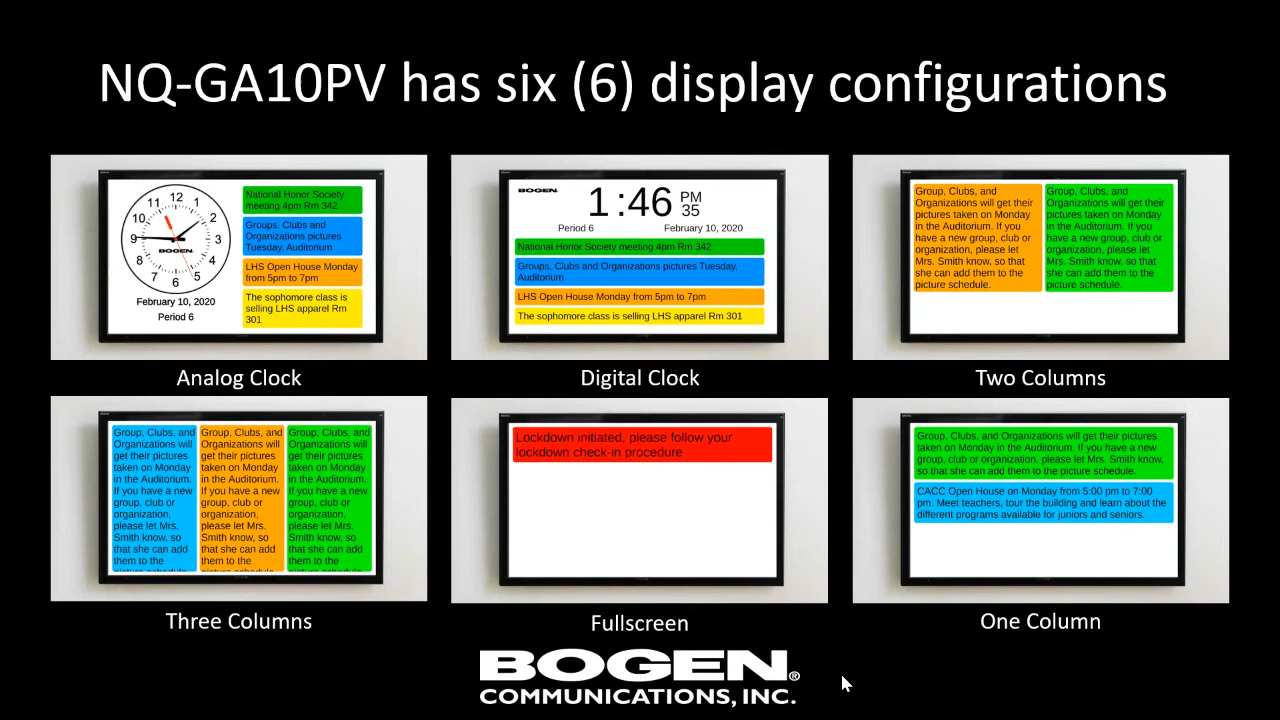 NQ-GA10PV has six (6) display configurations
12
11
1
10
2
9
3
8
4
7
5
6
BOGEN
February 10, 2020
Period 6
National Honor Society
meeting 4pm Rm 342
Groups, Clubs and
Organizations pictures
Tuesday, Auditorium
LHS Open House Monday
from 5pm to 7pm
The sophomore class is
selling LHS apparel Rm
301
Analog Clock
BOGEN
1:46 PM
35
Period 6 February 10, 2020
National Honor Society meeting 4pm Rm 342
Groups, Clubs and Organizations pictures Tuesday,
Auditorium
LHS Open House Monday from 5pm to 7pm
The sophomore class is selling LHS apparel Rm 301
Digital Clock
Group, Clubs, and
Organizations will get their
pictures taken on Monday
in the Auditorium. If you
have a new group, club or
organization, please let
Mrs. Smith know, so that
she can add them to the
picture schedule.
Group, Clubs, and
Organizations will get their
pictures taken on Monday
in the Auditorium. If you
have a new group, club or
organization, please let
Mrs. Smith know, so that
she can add them to the
picture schedule.
Two Columns
Group, Clubs, and
Organizations will
get their pictures
taken on Monday
in the Auditorium.
If you have a new
group, club or
organization,
please let Mrs.
Smith know, so
that she can add
them to the
picture schedule.
Group, Clubs, and
Organizations will
get their pictures
taken on Monday
in the Auditorium.
If you have a new
group, club or
organization,
please let Mrs.
Smith know, so
that she can add
them to the
picture schedule.
Group, Clubs, and
Organizations will
get their pictures
taken on Monday
in the Auditorium.
If you have a new
group, club or
organization,
please let Mrs.
Smith know, so
that she can add
them to the
picture schedule.
Three Columns
Lockdown initiated, please follow your
lockdown check-in procedure
Fullscreen
Group, Clubs, and Organizations will get their pictures
taken on Monday in the Auditorium. If you have a new
group, club or organization, please let Mrs. Smith know,
so that she can add them to the picture schedule.
CACC Open House on Monday from 5:00 pm to 7:00
pm. Meet teachers, tour the building and learn about the
different programs available for juniors and seniors.
One Column
BOGEN®
COMMUNICATIONS, INC.